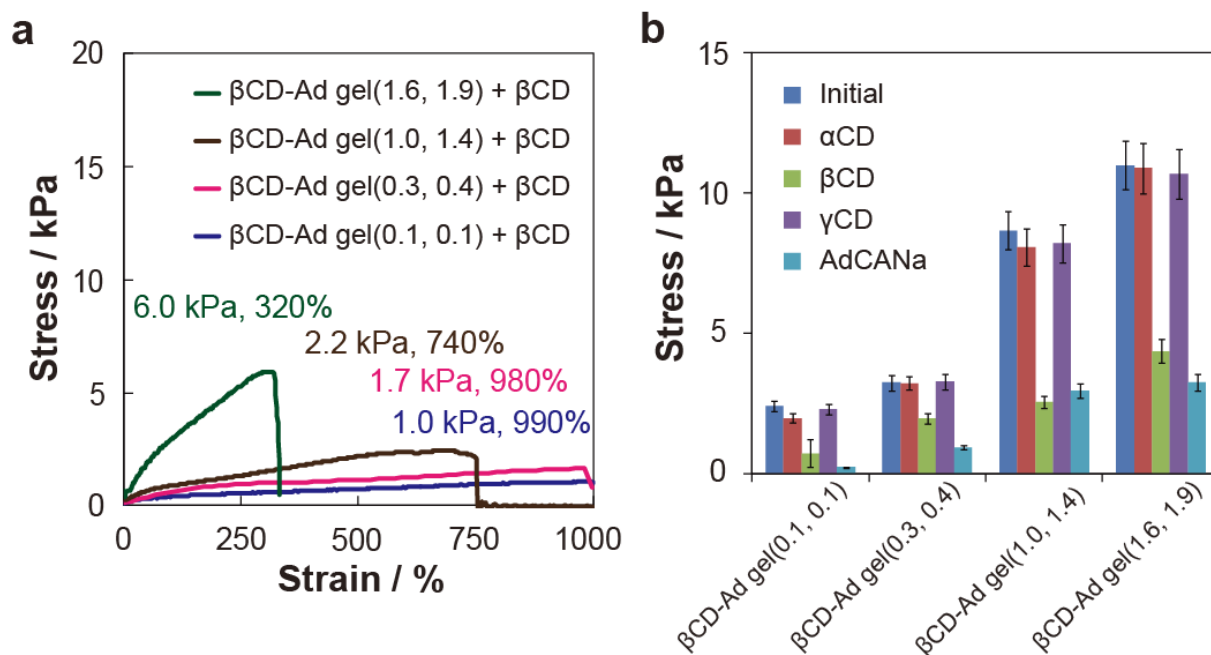 a
20
15
10
5
0
Stress / kPa
βCD-Ad gel(1.6, 1.9) + βCD
βCD-Ad gel(1.0, 1.4) + βCD
βCD-Ad gel(0.3, 0.4) + βCD
βCD-Ad gel(0.1, 0.1) + βCD
6.0 kPa, 320%
2.2 kPa, 740%
1.7 kPa, 980%
1.0 kPa, 990%
0 250 500 750 1000
Strain / %
b
15
10
5
0
Stress / kPa
Initial
αCD
βCD
γCD
AdCANa
βCD-Ad gel(0.1, 0.1)
βCD-Ad gel(0.3, 0.4)
βCD-Ad gel(1.0, 1.4)
βCD-Ad gel(1.6, 1.9)